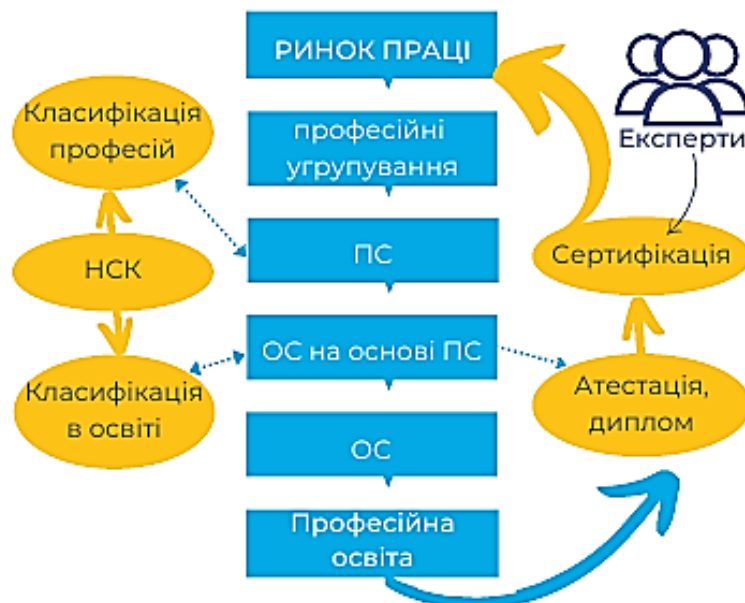 РИНОК ПРАЦІ
Експерти
Класифікація
професій
професійні
угрупування
НСК
ПС
Сертифікація
Класифікація
в освіті
ОС на основі ПС
Атестація,
диплом
ОС
Професійна
освіта